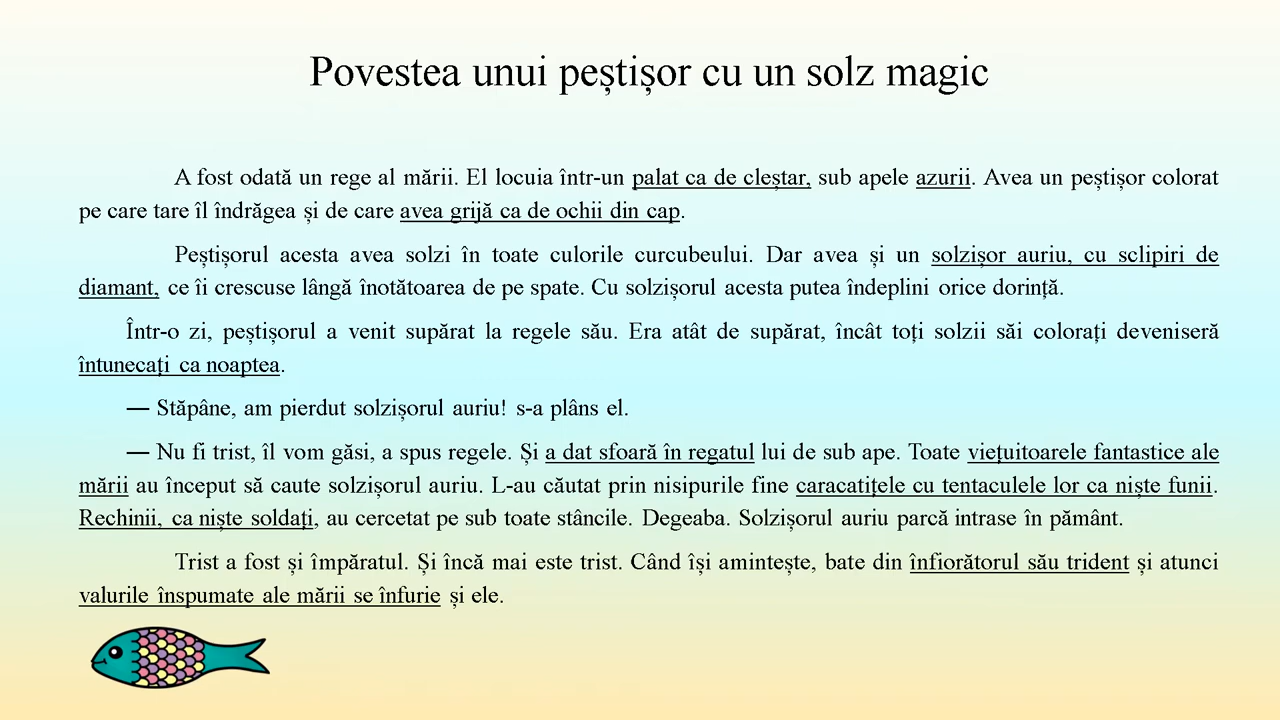 Povestea unui peștișor cu un solz magic
A fost odată un rege al mării. El locuia într-un palat ca de cleștar, sub apele azurii. Avea un peștișor colorat
pe care tare îl îndrăgea și de care avea grijă ca de ochii din cap.
Peștișorul acesta avea solzi în toate culorile curcubeului. Dar avea și un solzișor auriu, cu sclipiri de
diamant, ce îi crescuse lângă înotătoarea de pe spate. Cu solzișorul acesta putea îndeplini orice dorință.
Într-o zi, peștișorul a venit supărat la regele său. Era atât de supărat, încât toți solzii săi colorați deveniseră
întunecați ca noaptea.
— Stăpâne, am pierdut solzișorul auriu! s-a plâns el.
— Nu fi trist, îl vom găsi, a spus regele. Și a dat sfoară în regatul lui de sub ape. Toate viețuitoarele fantastice ale
mării au început să caute solzișorul auriu. L-au căutat prin nisipurile fine caracatițele cu tentaculele lor ca niște funii.
Rechinii, ca niște soldați, au cercetat pe sub toate stâncile. Degeaba. Solzișorul auriu parcă intrase în pământ.
Trist a fost și împăratul. Și încă mai este trist. Când își amintește, bate din înfiorătorul său trident și atunci
valurile înspumate ale mării se înfurie și ele.